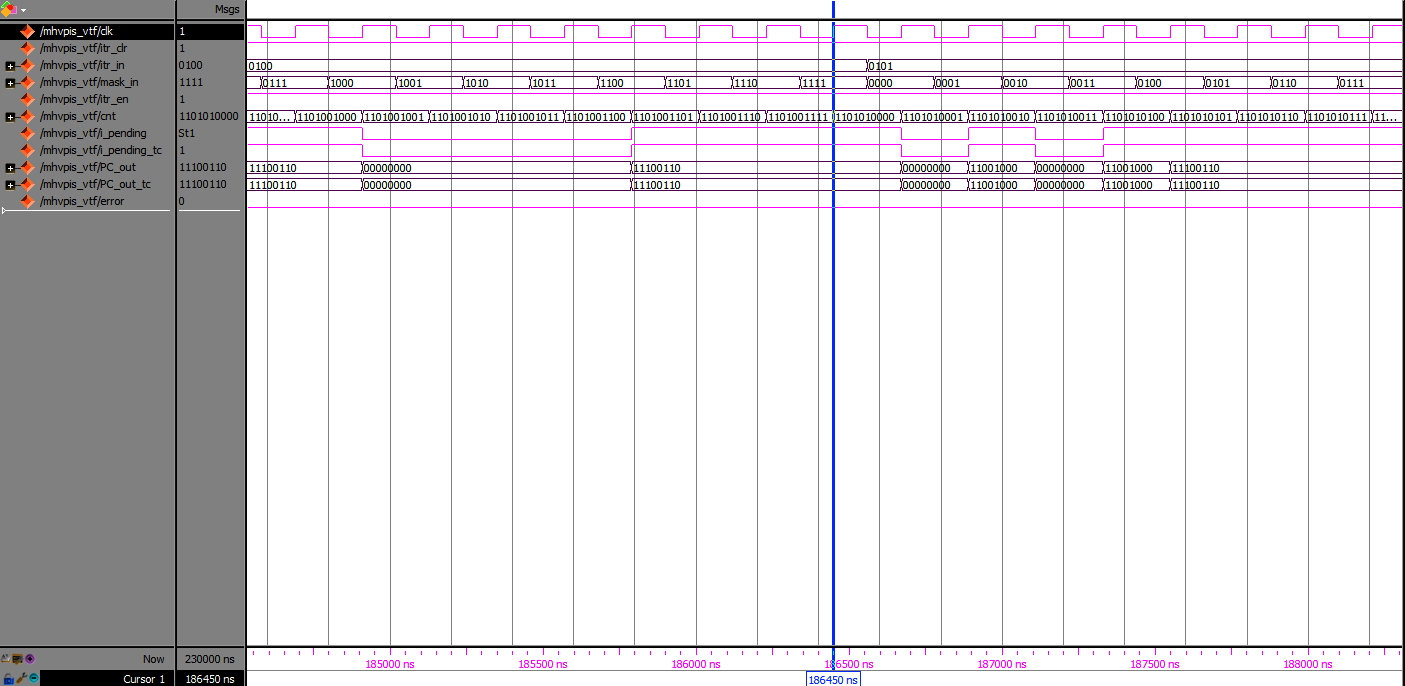 Msgs
/mhvpis_vtf/clk 1
/mhvpis_vtf/itr_clr 1
/mhvpis_vtf/itr_in 0100 0100 0101
/mhvpis_vtf/mask_in 1111 0111 1000 1001 1010 1011 1100 1101 1110 1111 0000 0001 0010 0011 0100 0101 0110 0111
/mhvpis_vtf/itr_en 1
/mhvpis_vtf/cnt 1101010000 11010... 1101001000 1101001001 1101001010 1101001011 1101001100 1101001101 1101001110 1101001111 1101010000 1101010001 1101010010 1101010011 1101010100 1101010101 1101010110 1101010111 11...
/mhvpis_vtf/i_pending St1
/mhvpis_vtf/i_pending_tc 1
/mhvpis_vtf/PC_out 11100110 11100110 00000000 11100110 00000000 11001000 00000000 11001000 11100110
/mhvpis_vtf/PC_out_tc 11100110 11100110 00000000 11100110 00000000 11001000 00000000 11001000 11100110
/mhvpis_vtf/error 0
Now 230000 ns 185000 ns 185500 ns 186000 ns 186500 ns 187000 ns 187500 ns 188000 ns
Cursor 1 186450 ns 186450 ns